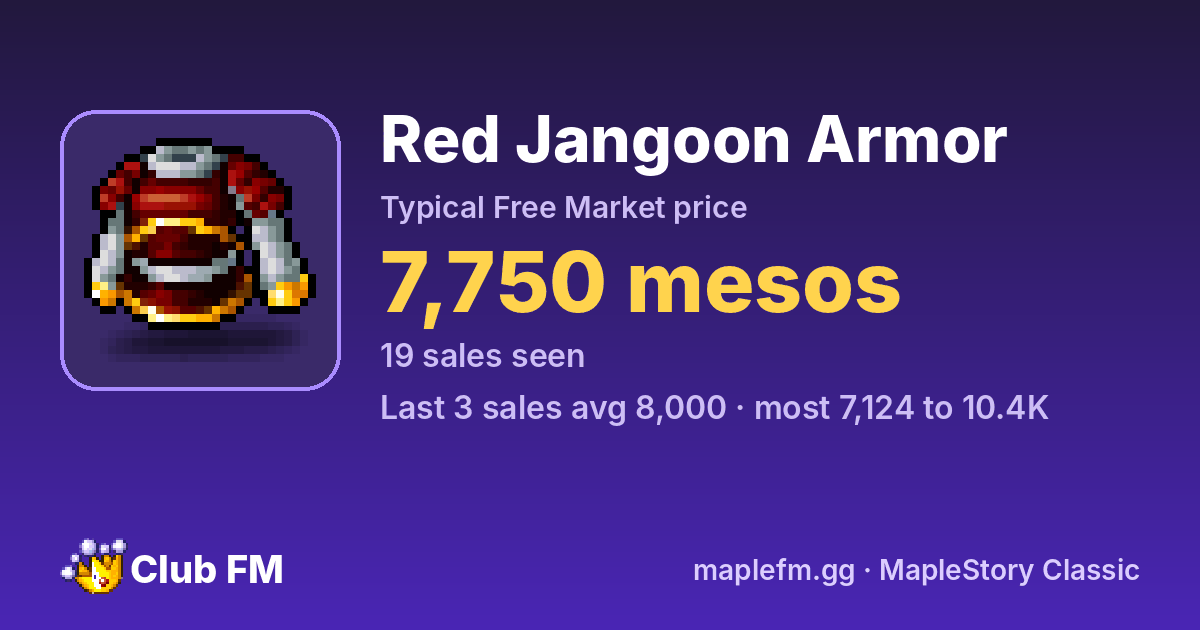 Red Jangoon Armor
Typical Free Market price
7,750 mesos
19 sales seen
Last 3 sales avg 8,000 · most 7,124 to 10.4K
Club FM
maplefm.gg · MapleStory Classic